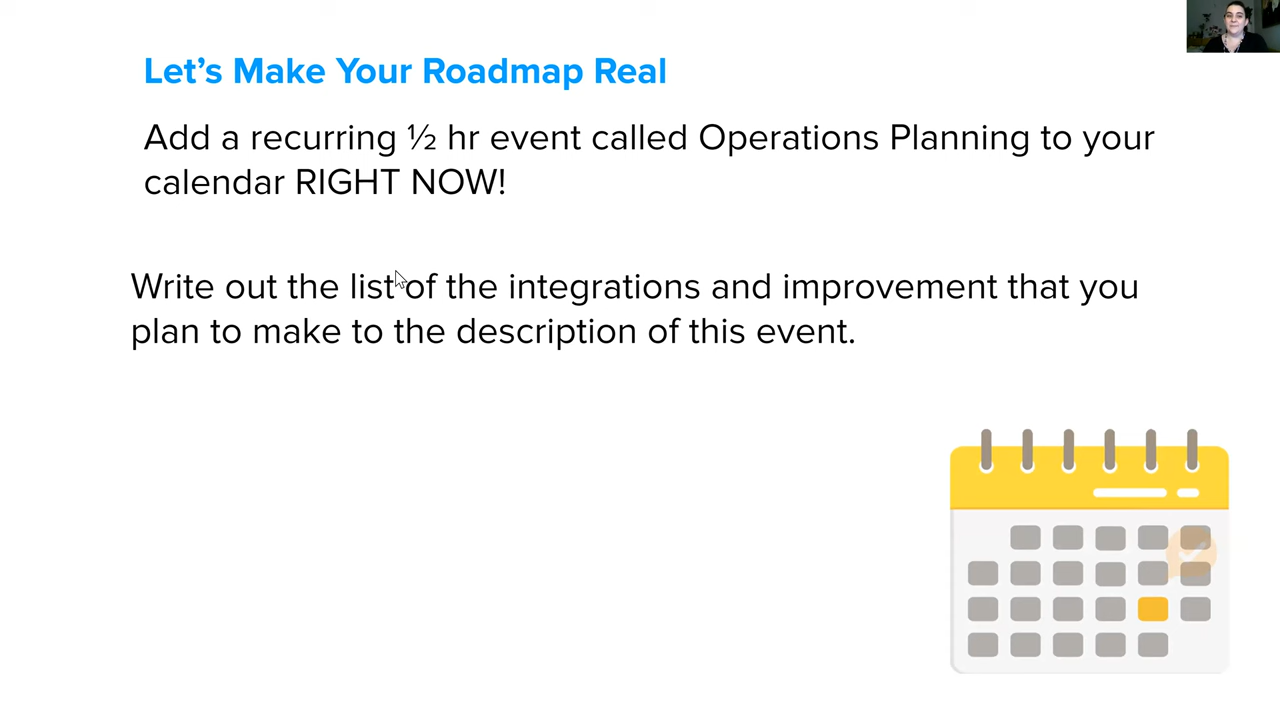 Let’s Make Your Roadmap Real
Add a recurring ½ hr event called Operations Planning to your
calendar RIGHT NOW!
Write out the list of the integrations and improvement that you
plan to make to the description of this event.